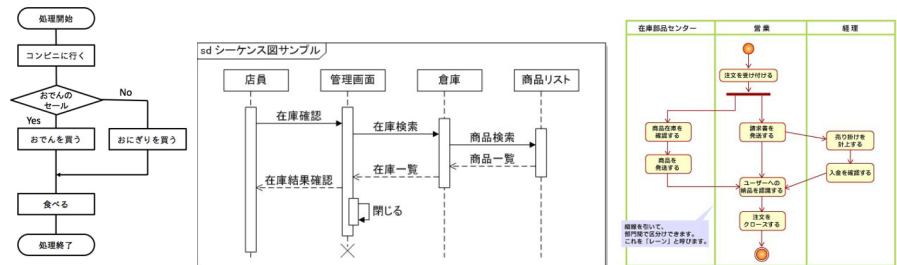 処理開始
コンビニに行く
おでんの
セール
No
Yes
おでんを買う
おにぎりを買う
食べる
処理終了
sd シーケンス図サンプル
店員
管理画面
倉庫
商品リスト
在庫確認
在庫検索
商品検索
商品一覧
在庫一覧
在庫結果確認
閉じる
在庫部品センター
営業
経理
注文を受け付ける
商品在庫を
確認する
請求書を
発送する
売り掛けを
計上する
商品を
発送する
入金を確認する
ユーザーへの
納品を認識する
注文を
クローズする
縦線を引いて、
部門間で区分けできます。
これを「レーン」と呼びます。